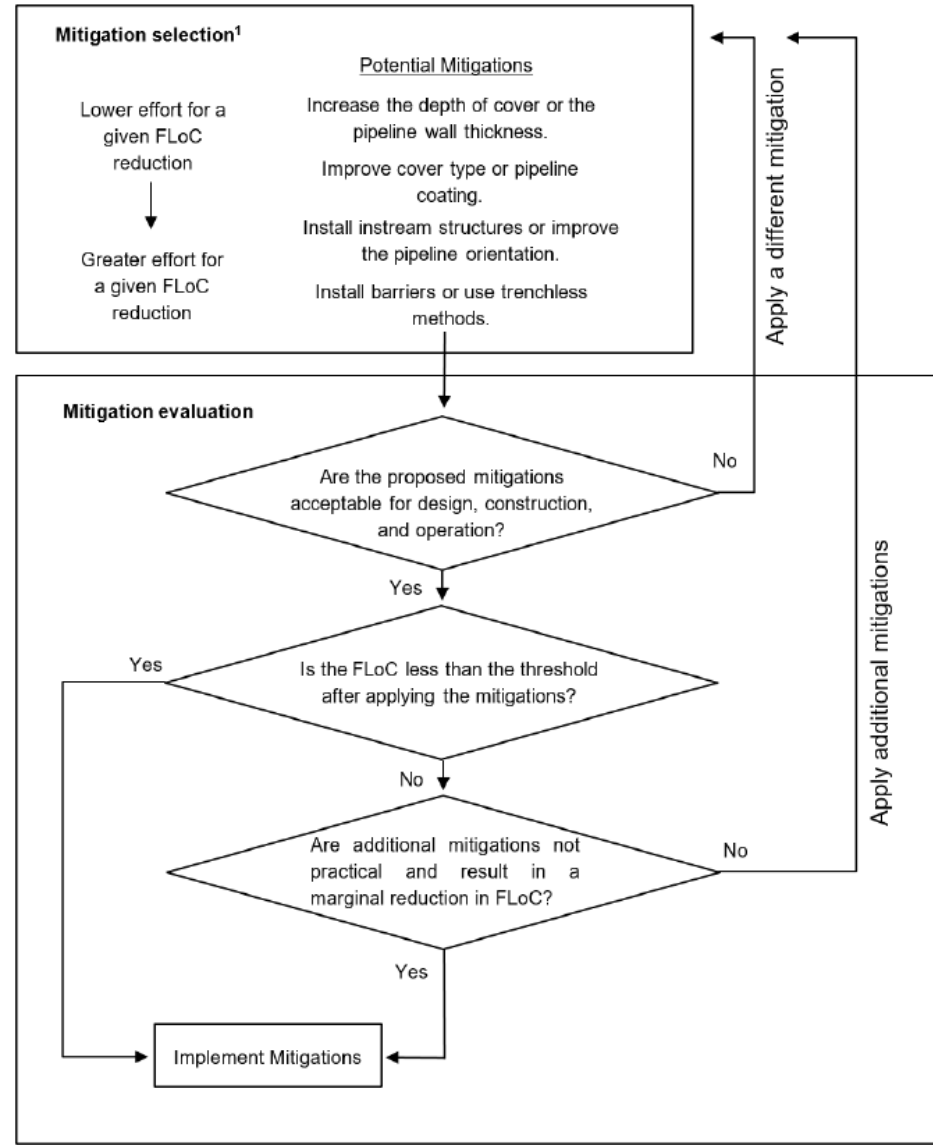 Mitigation selection1
Potential Mitigations
Lower effort for a
given FLoC
reduction
Greater effort for
a given FLoC
reduction
Increase the depth of cover or the
pipeline wall thickness.
Improve cover type or pipeline
coating.
Install instream structures or improve
the pipeline orientation.
Install barriers or use trenchless
methods.
Apply a different mitigation
Apply additional mitigations
Mitigation evaluation
Are the proposed mitigations
acceptable for design, construction,
and operation?
No
Yes
Is the FLoC less than the threshold
after applying the mitigations?
Yes
No
Are additional mitigations not
practical and result in a
marginal reduction in FLoC?
No
Yes
Implement Mitigations